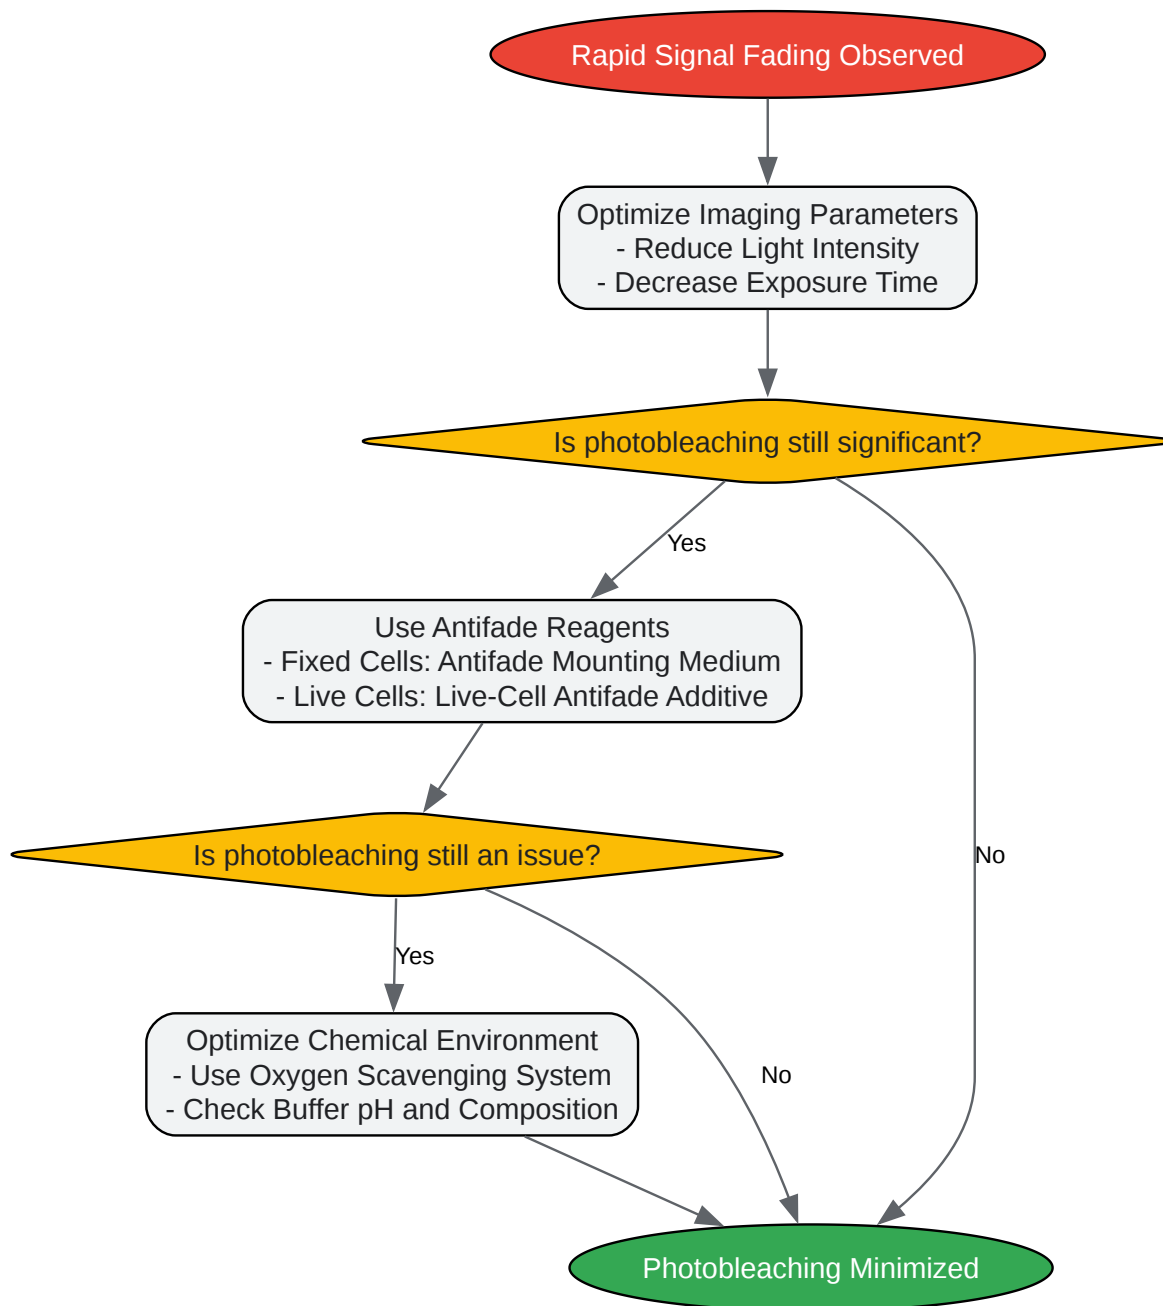 Rapid Signal Fading Observed
Optimize Imaging Parameters
- Reduce Light Intensity
- Decrease Exposure Time
Is photobleaching still significant?
Yes
Use Antifade Reagents
- Fixed Cells: Antifade Mounting Medium
- Live Cells: Live-Cell Antifade Additive
Is photobleaching still an issue?
No
Yes
Optimize Chemical Environment
- Use Oxygen Scavenging System
- Check Buffer pH and Composition
No
Photobleaching Minimized